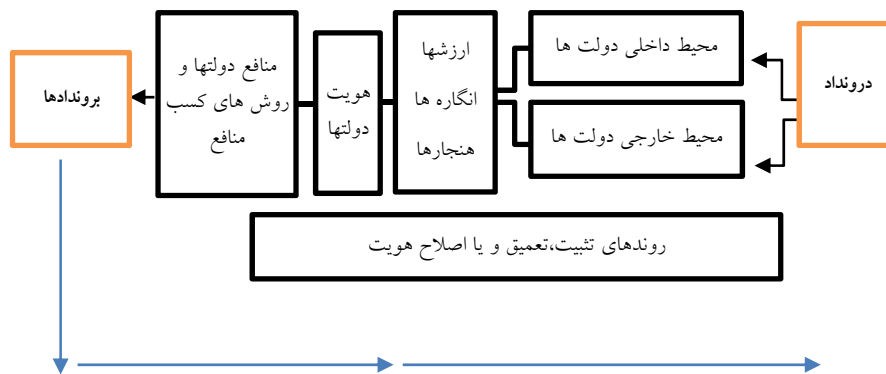 درونداد
محیط داخلی دولت ها
محیط خارجی دولت ها
ارزشها
انگاره ها
هنجارها
هویت
دولتها
منافع دولتها و
روش های کسب
منافع
بروندادها
روندهای تثبیت،تعمیق و یا اصلاح هویت